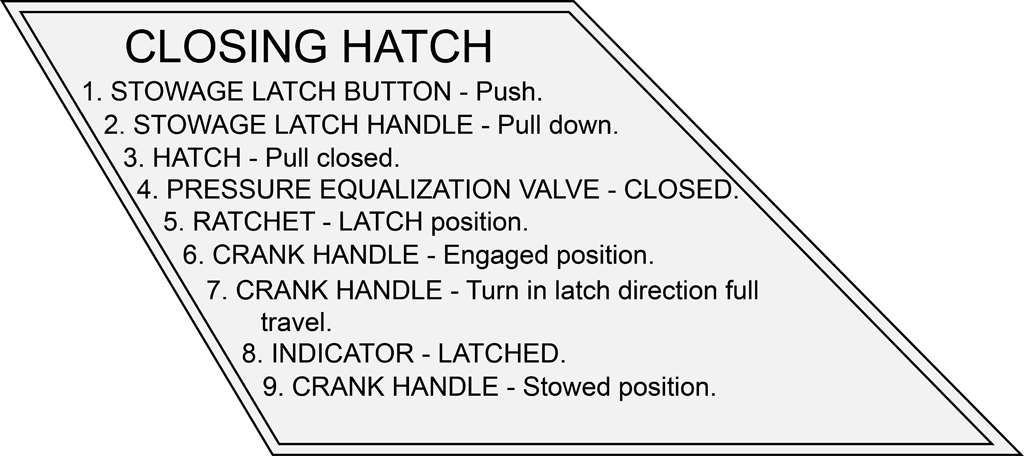 CLOSING HATCH
1. STOWAGE LATCH BUTTON - Push.
2. STOWAGE LATCH HANDLE - Pull down.
3. HATCH - Pull closed.
4. PRESSURE EQUALIZATION VALVE - CLOSED.
5. RATCHET - LATCH position.
6. CRANK HANDLE - Engaged position.
7. CRANK HANDLE - Turn in latch direction full
travel.
8. INDICATOR - LATCHED.
9. CRANK HANDLE - Stowed position.